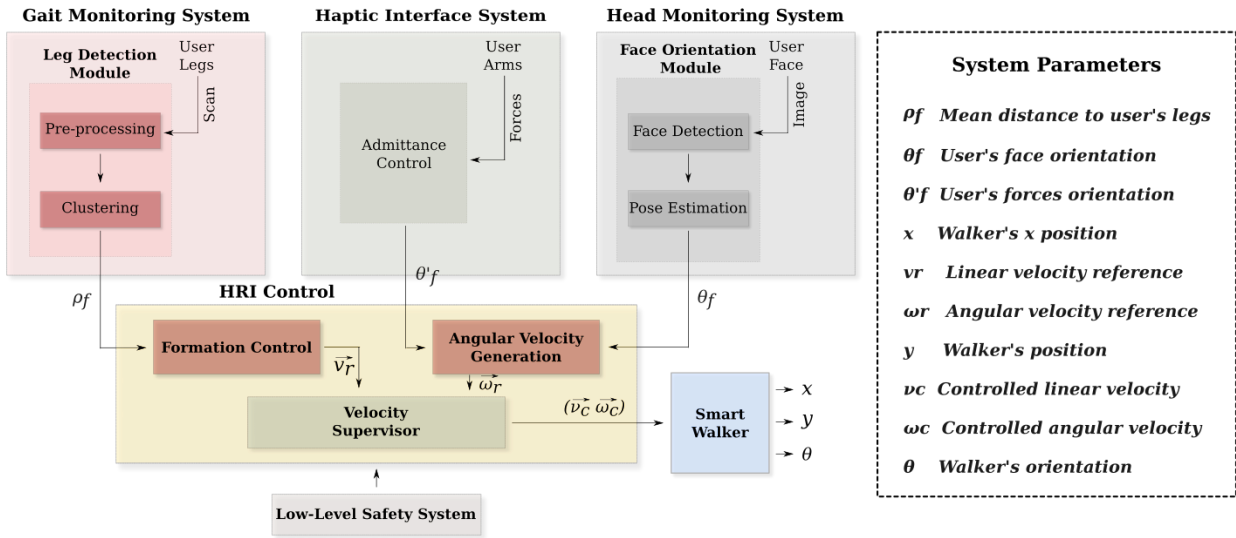 Gait Monitoring System
Haptic Interface System
Head Monitoring System
Leg Detection
Module
User
Legs
Scan
Pre-processing
Clustering
User
Arms
Forces
Admittance
Control
Face Orientation
Module
User
Face
Image
Face Detection
Pose Estimation
ρf
θ'f
θf
HRI Control
Formation Control
Angular Velocity
Generation
vr
ωr
Velocity
Supervisor
(νc ωc)
Smart
Walker
x
y
θ
Low-Level Safety System
System Parameters
ρf Mean distance to user's legs
θf User's face orientation
θ'f User's forces orientation
x Walker's x position
vr Linear velocity reference
ωr Angular velocity reference
y Walker's position
νc Controlled linear velocity
ωc Controlled angular velocity
θ Walker's orientation